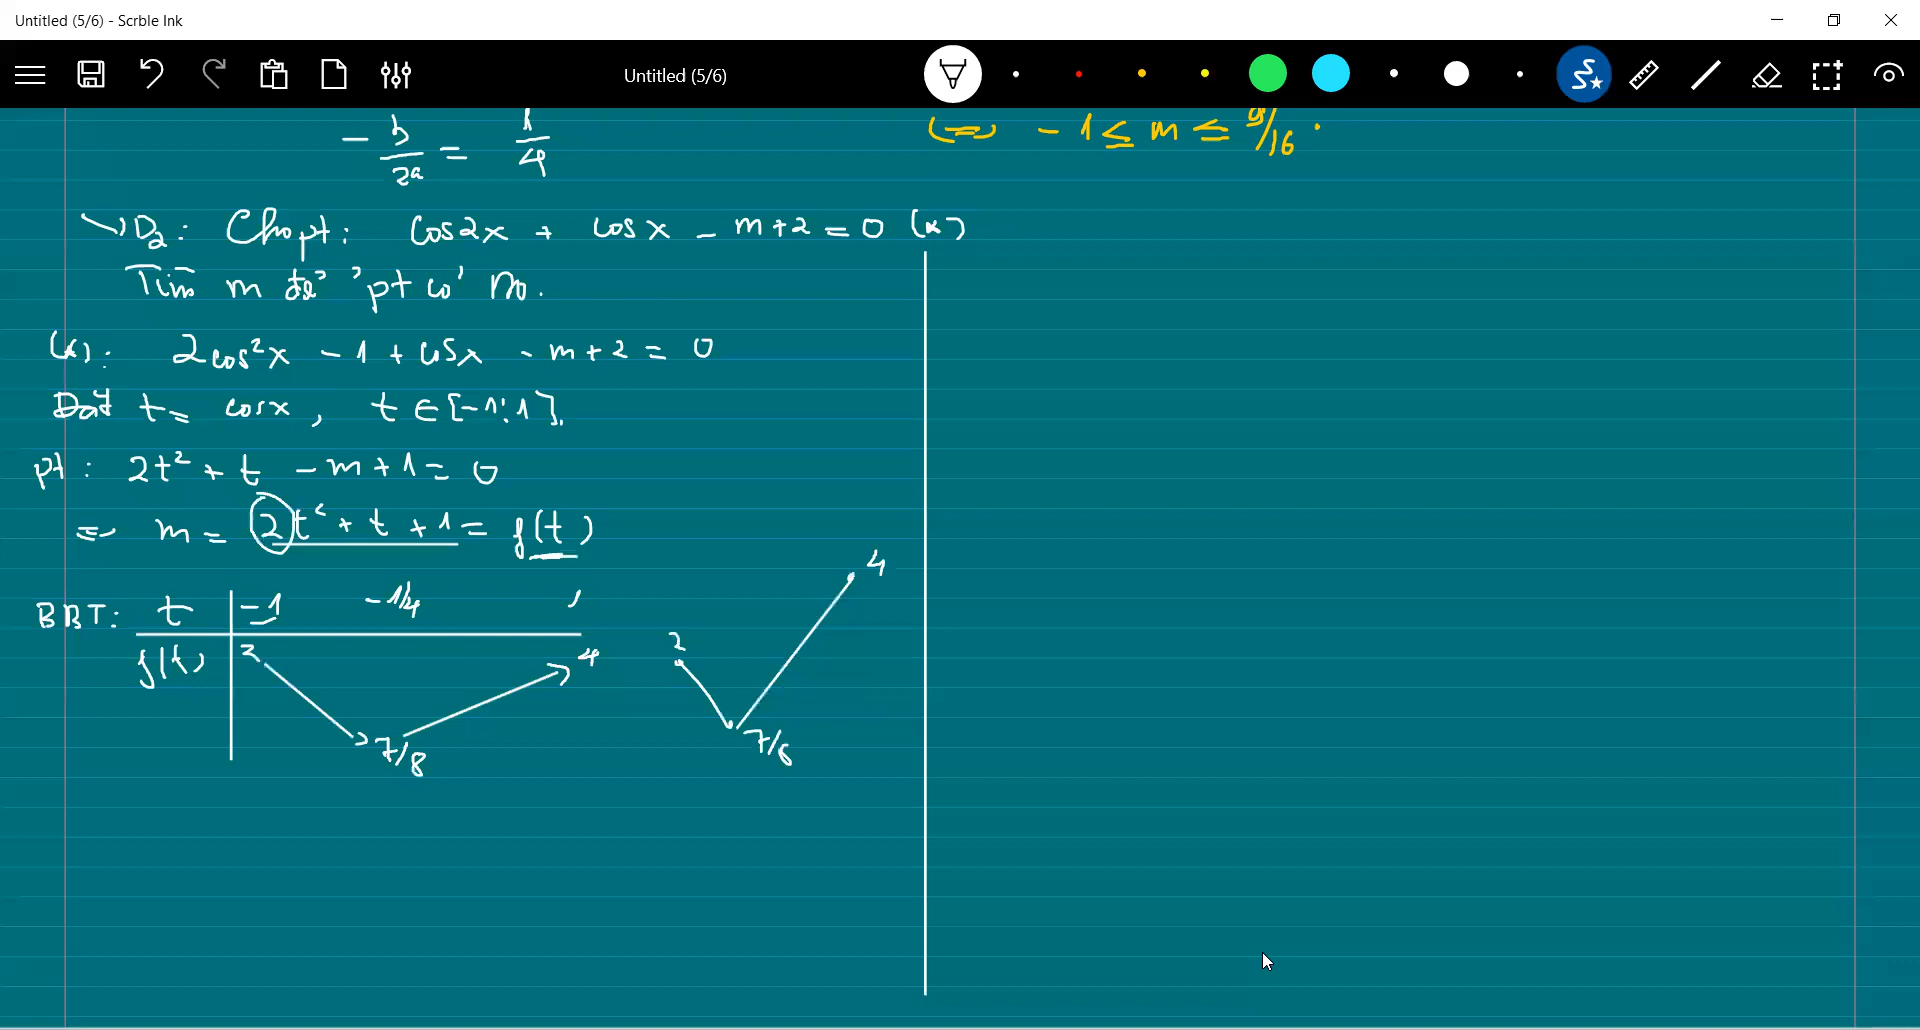 Untitled (5/6) - Scrble Ink
Untitled (5/6)
- b/2a = 1/4
(=) - 1 ≤ m ≤ 9/16 .
D2 : Cho pt : cos2x + cosx - m + 2 = 0 (*)
Tìm m để pt có No.
(*) : 2cos²x - 1 + cosx - m + 2 = 0
Đặt t = cosx , t ∈ [-1;1].
pt : 2t² + t - m + 1 = 0
=> m = 2t² + t + 1 = f(t)
BBT : t -1 -1/4 1
f(t) 2 7/8 4
2 7/8 4